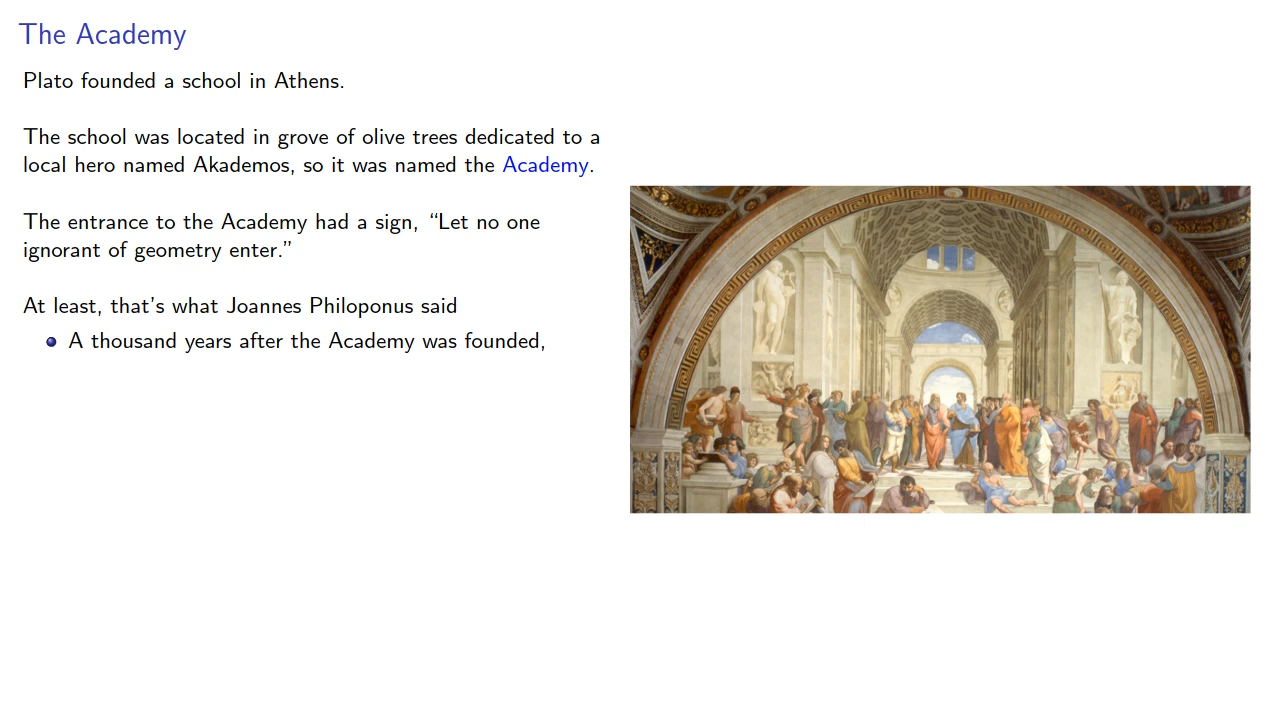 The Academy
Plato founded a school in Athens.
The school was located in grove of olive trees dedicated to a
local hero named Akademos, so it was named the Academy.
The entrance to the Academy had a sign, “Let no one
ignorant of geometry enter.”
At least, that’s what Joannes Philoponus said
A thousand years after the Academy was founded,